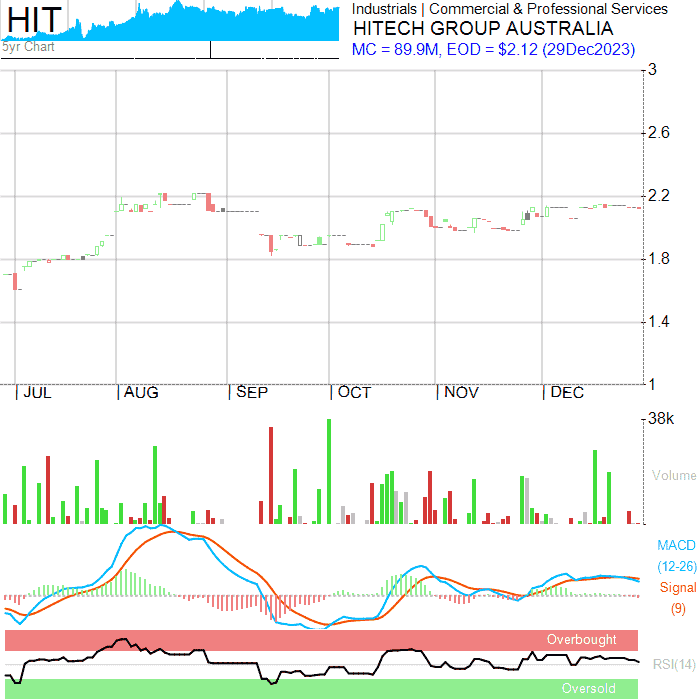 HIT
5yr Chart
Industrials | Commercial & Professional Services
HITECH GROUP AUSTRALIA
MC = 89.9M, EOD = $2.12 (29Dec2023)
3
2.6
2.2
1.8
1.4
1
| JUL | AUG | SEP | OCT | NOV | DEC
38k
Volume
MACD
(12-26)
Signal
(9)
Overbought
RSI(14)
Oversold